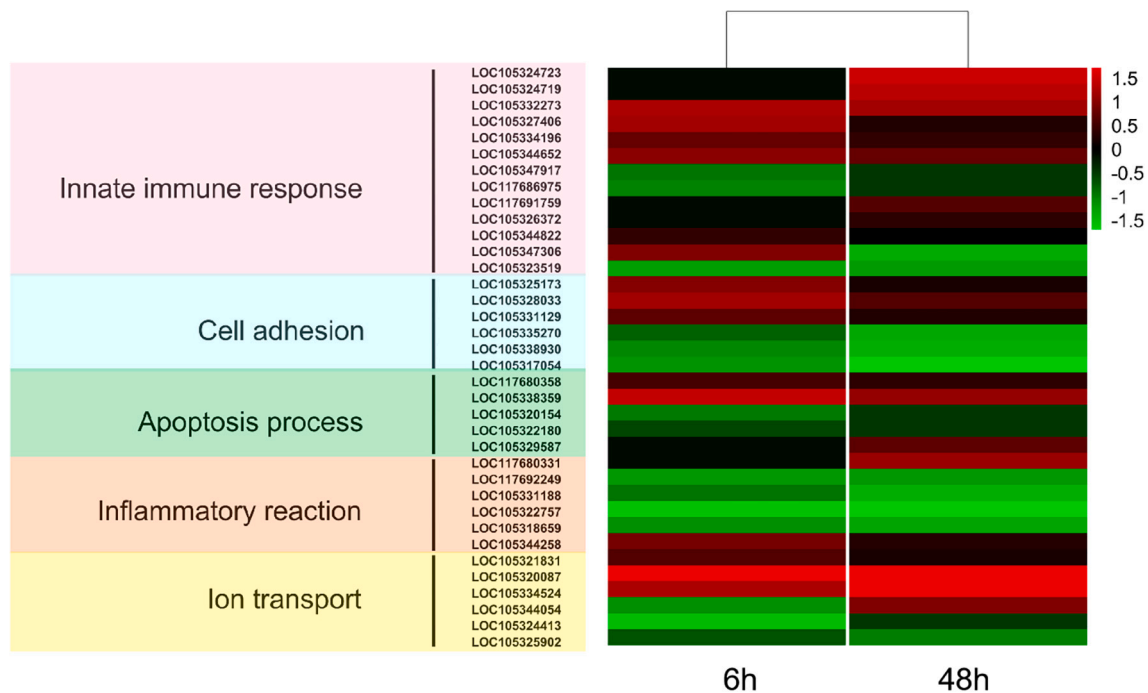 LOC105324723
LOC105324719
LOC105332273
LOC105327406
LOC105334196
LOC105344652
LOC105347917
LOC117686975
LOC117691759
LOC105326372
LOC105344822
LOC105347306
LOC105323519
Innate immune response
LOC105325173
LOC105328033
LOC105331129
LOC105335270
LOC105338930
LOC105317054
Cell adhesion
LOC117680358
LOC105338359
LOC105320154
LOC105322180
LOC105329587
Apoptosis process
LOC117680331
LOC117692249
LOC105331188
LOC105322757
LOC105318659
LOC105344258
Inflammatory reaction
LOC105321831
LOC105320087
LOC105334524
LOC105344054
LOC105324413
LOC105325902
Ion transport
1.5
1
0.5
0
-0.5
-1
-1.5
6h
48h